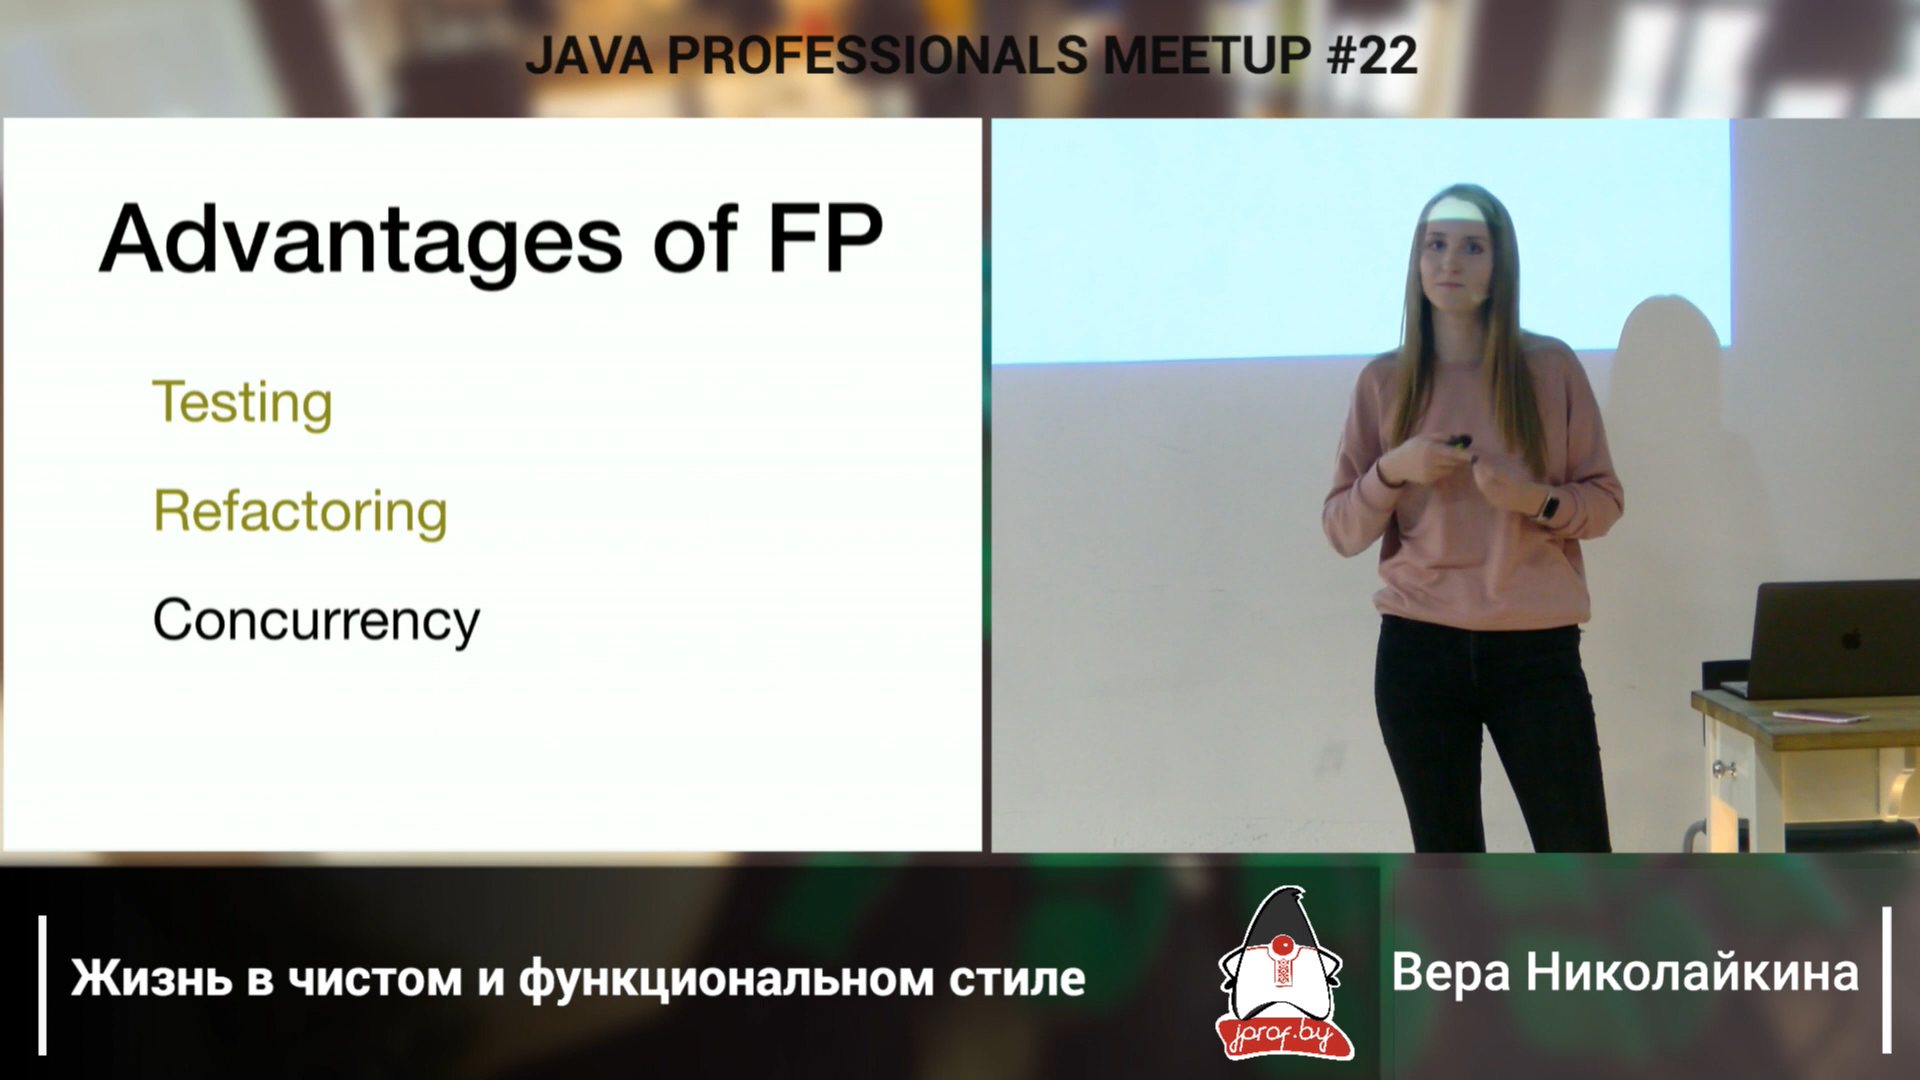 JAVA PROFESSIONALS MEETUP #22
Advantages of FP
Testing
Refactoring
Concurrency
Жизнь в чистом и функциональном стиле
jprof.by
Вера Николайкина